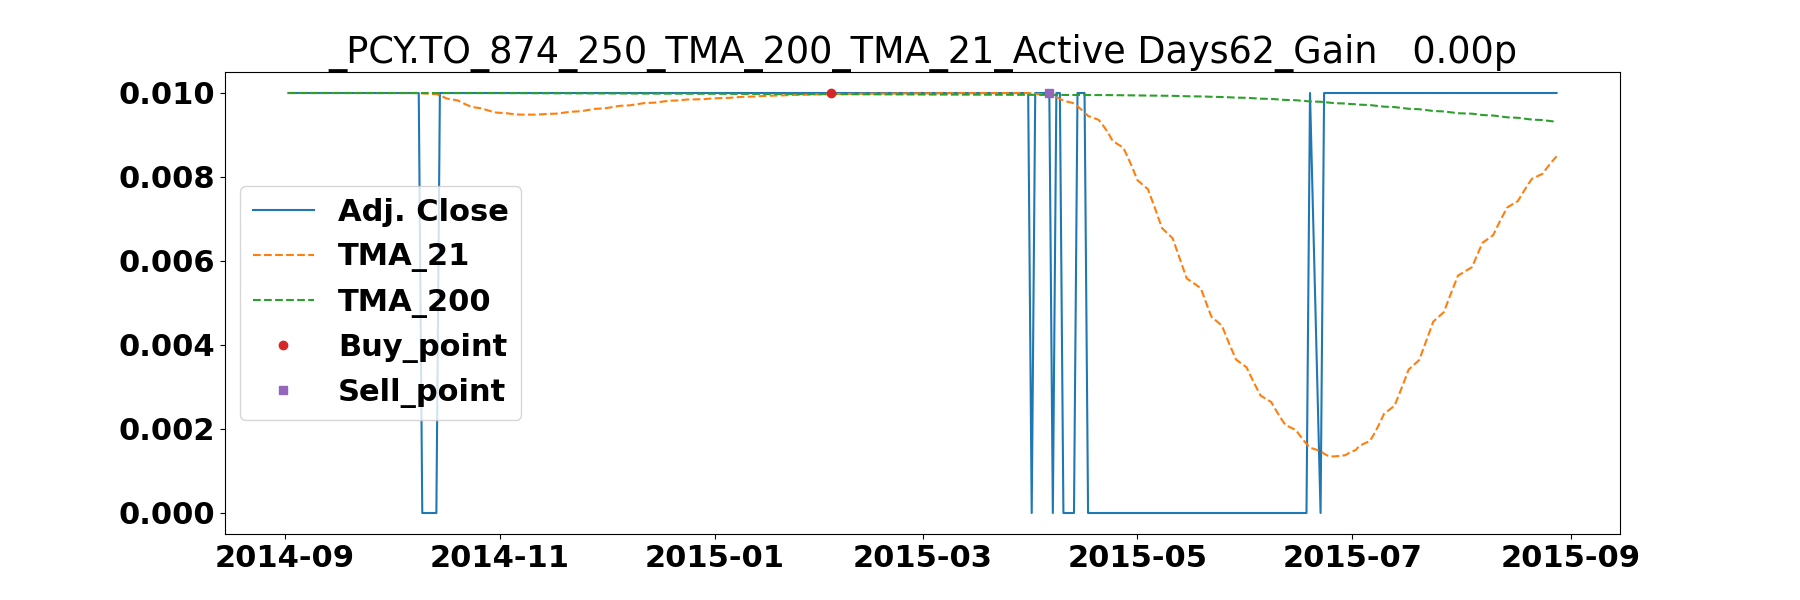 _PCY.TO_874_250_TMA_200_TMA_21_Active Days62_Gain   0.00p
0.010
0.008
0.006
0.004
0.002
0.000
Adj. Close
TMA_21
TMA_200
Buy_point
Sell_point
2014-09 2014-11 2015-01 2015-03 2015-05 2015-07 2015-09